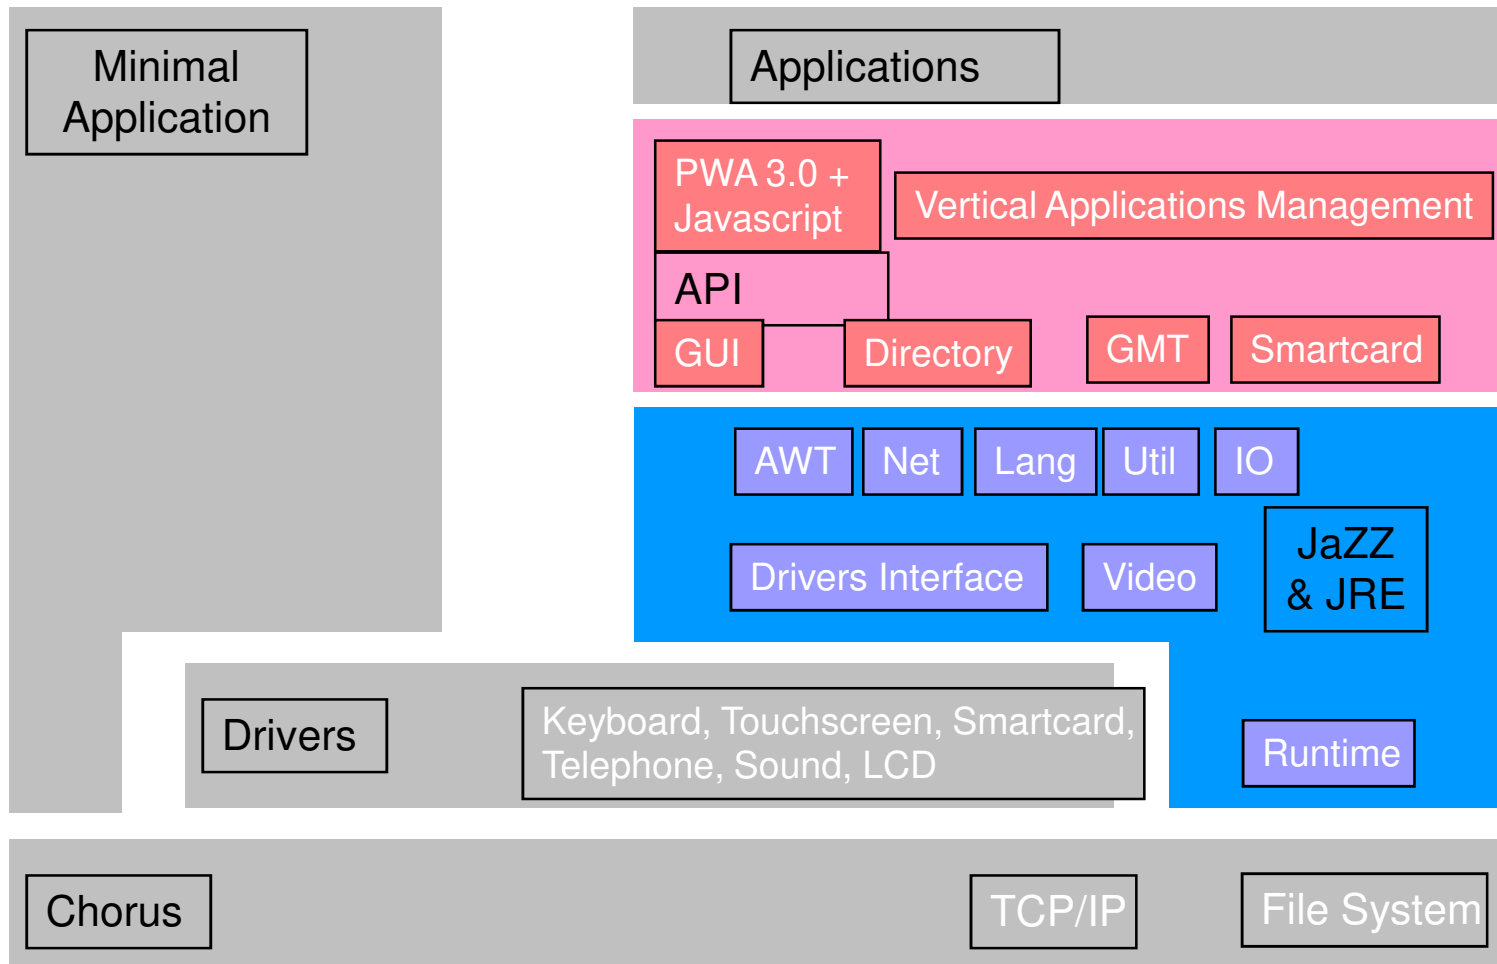 Minimal
Application
Applications
PWA 3.0 +
Javascript
Vertical Applications Management
API
GUI
Directory
GMT
Smartcard
AWT
Net
Lang
Util
IO
JaZZ
& JRE
Drivers Interface
Video
Drivers
Keyboard, Touchscreen, Smartcard,
Telephone, Sound, LCD
Runtime
Chorus
TCP/IP
File System